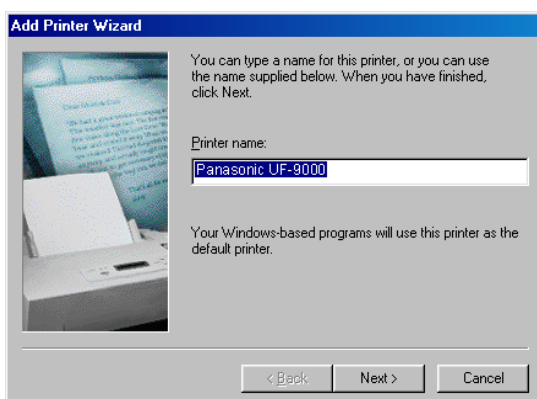 Add Printer Wizard
You can type a name for this printer, or you can use
the name supplied below. When you have finished,
click Next.
Printer name:
Panasonic UF-9000
Your Windows-based programs will use this printer as the
default printer.
< Back
Next >
Cancel